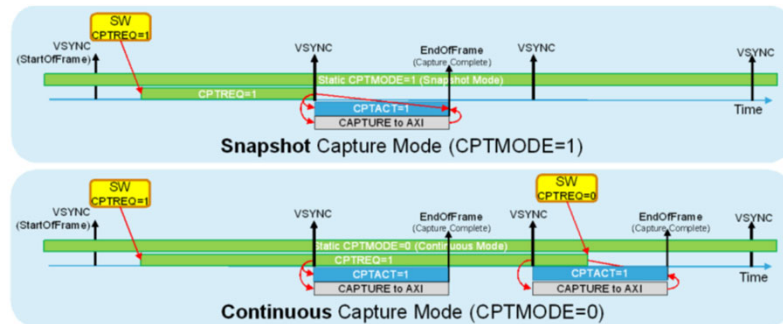 SW
CPTREQ=1
VSYNC
(StartOfFrame)
VSYNC
EndOfFrame
(Capture Complete)
VSYNC
VSYNC
Static CPTMODE=1 (Snapshot Mode)
CPTREQ=1
CPTACT=1
CAPTURE to AXI
Time
Snapshot Capture Mode (CPTMODE=1)
SW
CPTREQ=1
SW
CPTREQ=0
VSYNC
(StartOfFrame)
VSYNC
EndOfFrame
(Capture Complete)
VSYNC
EndOfFrame
(Capture Complete)
VSYNC
Static CPTMODE=0 (Continuous Mode)
CPTREQ=1
CPTACT=1
CPTACT=1
CAPTURE to AXI
CAPTURE to AXI
Time
Continuous Capture Mode (CPTMODE=0)